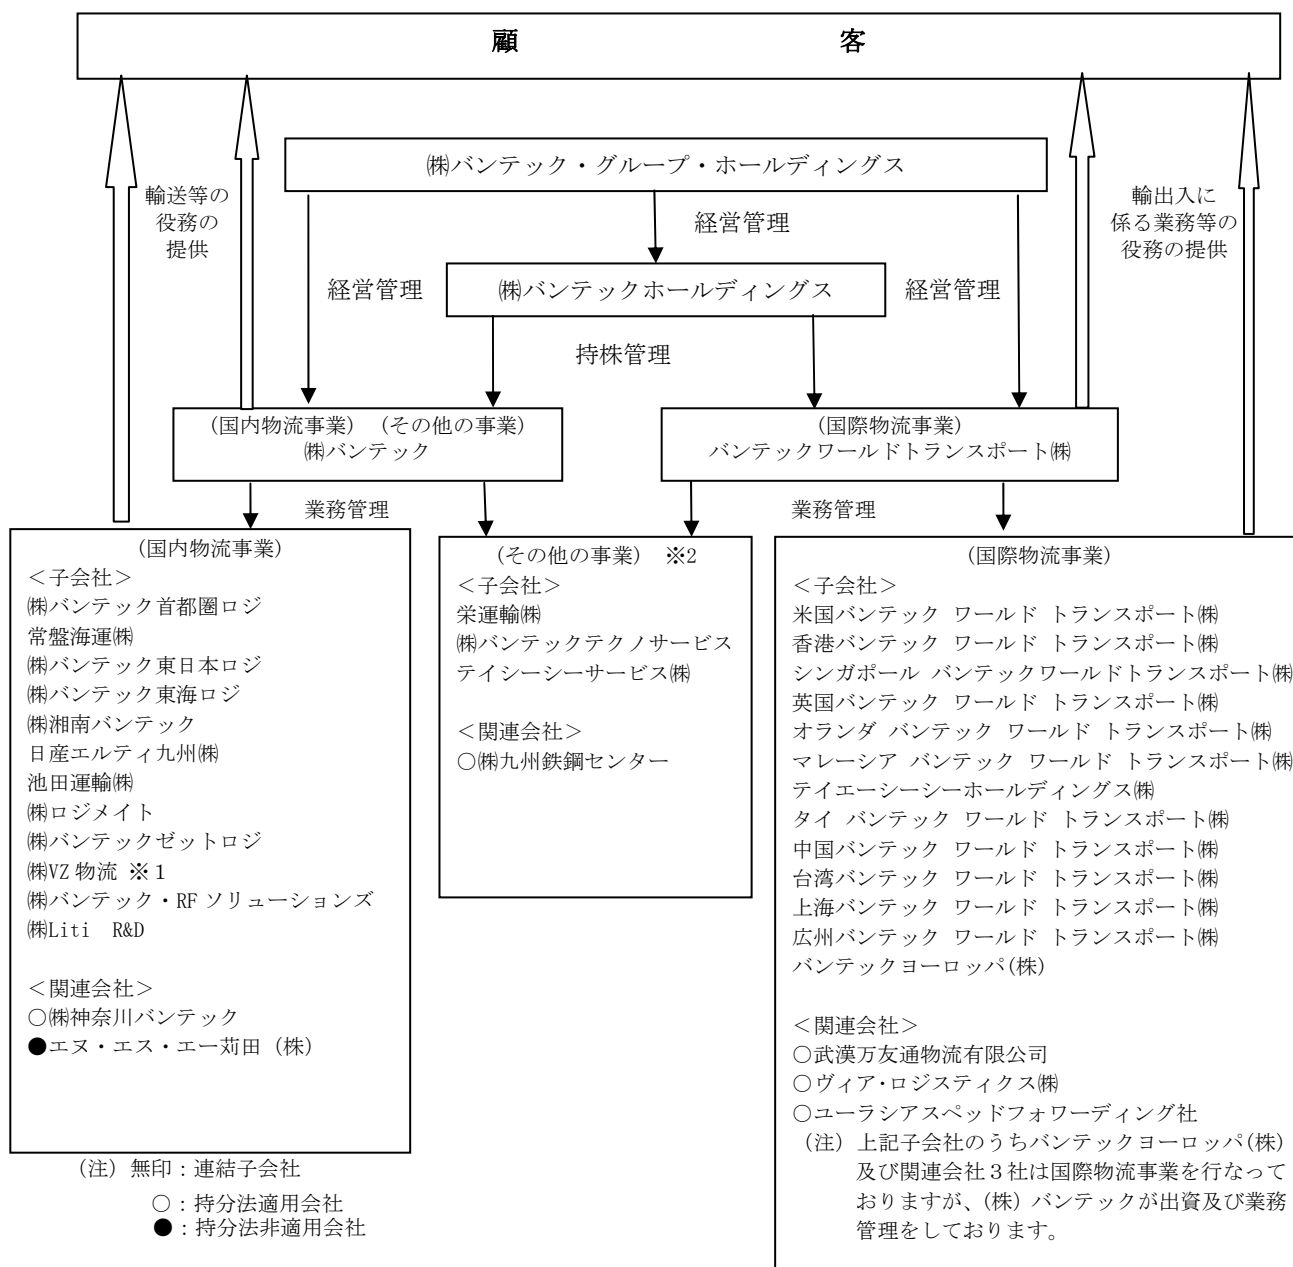 顧 客
㈱バンテック・グループ・ホールディングス
輸送等の
役務の
提供
輸出入に
係る業務等の
役務の提供
経営管理
経営管理
㈱バンテックホールディングス
経営管理
持株管理
(国内物流事業) (その他の事業)
㈱バンテック
(国際物流事業)
バンテックワールドトランスポート㈱
業務管理
業務管理
(国内物流事業)
＜子会社＞
㈱バンテック首都圏ロジ
常盤海運㈱
㈱バンテック東日本ロジ
㈱バンテック東海ロジ
㈱湘南バンテック
日産エルティ九州㈱
池田運輸㈱
㈱ロジメイト
㈱バンテックゼットロジ
㈱VZ物流 ※１
㈱バンテック・RFソリューションズ
㈱Liti R&D
＜関連会社＞
○㈱神奈川バンテック
●エヌ・エス・エー苅田（株）
(その他の事業) ※2
＜子会社＞
栄運輸㈱
㈱バンテックテクノサービス
テイシーシーサービス㈱
＜関連会社＞
○㈱九州鉄鋼センター
(国際物流事業)
＜子会社＞
米国バンテック ワールド トランスポート㈱
香港バンテック ワールド トランスポート㈱
シンガポール バンテックワールドトランスポート㈱
英国バンテック ワールド トランスポート㈱
オランダ バンテック ワールド トランスポート㈱
マレーシア バンテック ワールド トランスポート㈱
テイエーシーシーホールディングス㈱
タイ バンテック ワールド トランスポート㈱
中国バンテック ワールド トランスポート㈱
台湾バンテック ワールド トランスポート㈱
上海バンテック ワールド トランスポート㈱
広州バンテック ワールド トランスポート㈱
バンテックヨーロッパ(株)
＜関連会社＞
○武漢万友通物流有限公司
○ヴィア・ロジスティクス㈱
○ユーラシアスペッドフォワーディング社
（注）上記子会社のうちバンテックヨーロッパ(株)
及び関連会社３社は国際物流事業を行なって
おりますが、(株)バンテックが出資及び業務
管理をしております。
（注）無印：連結子会社
○：持分法適用会社
●：持分法非適用会社